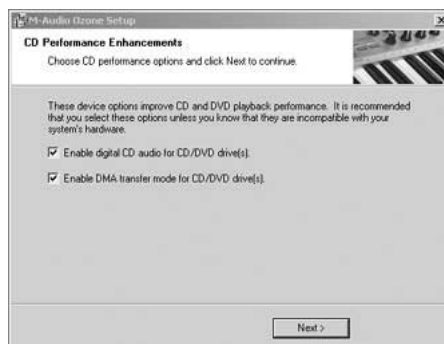 M-Audio Ozone Setup
CD Performance Enhancements
Choose CD performance options and click Next to continue.
These device options improve CD and DVD playback performance. It is recommended
that you select these options unless you know that they are incompatible with your
system's hardware.
Enable digital CD audio for CD/DVD drive(s).
Enable DMA transfer mode for CD/DVD drive(s).
Next >